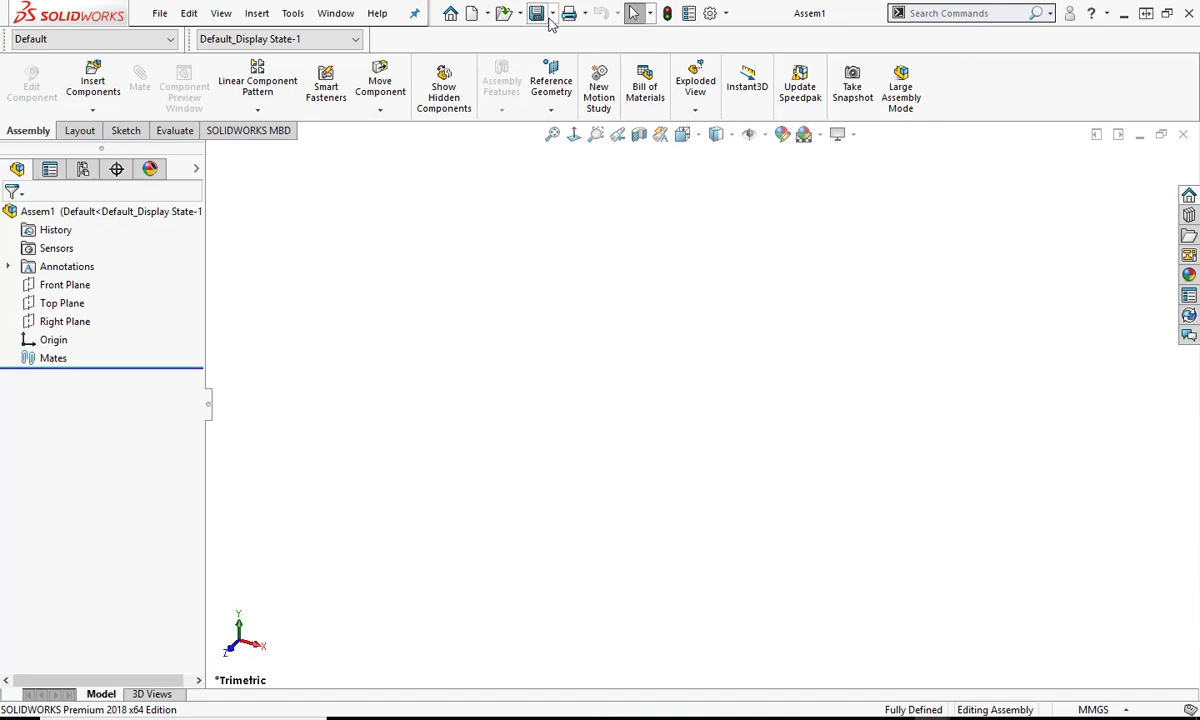 SOLIDWORKS File Edit View Insert Tools Window Help Assem1 Search Commands ?
Default Default_Display State-1
Edit Component
Insert Components
Mate
Component Preview Window
Linear Component Pattern
Smart Fasteners
Move Component
Show Hidden Components
Assembly Features
Reference Geometry
New Motion Study
Bill of Materials
Exploded View
Instant3D
Update Speedpak
Take Snapshot
Large Assembly Mode
Assembly Layout Sketch Evaluate SOLIDWORKS MBD
Assem1 (Default<Default_Display State-1
History
Sensors
Annotations
Front Plane
Top Plane
Right Plane
Origin
Mates
Y
X
Z
*Trimetric
Model 3D Views
SOLIDWORKS Premium 2018 x64 Edition Fully Defined Editing Assembly MMGS